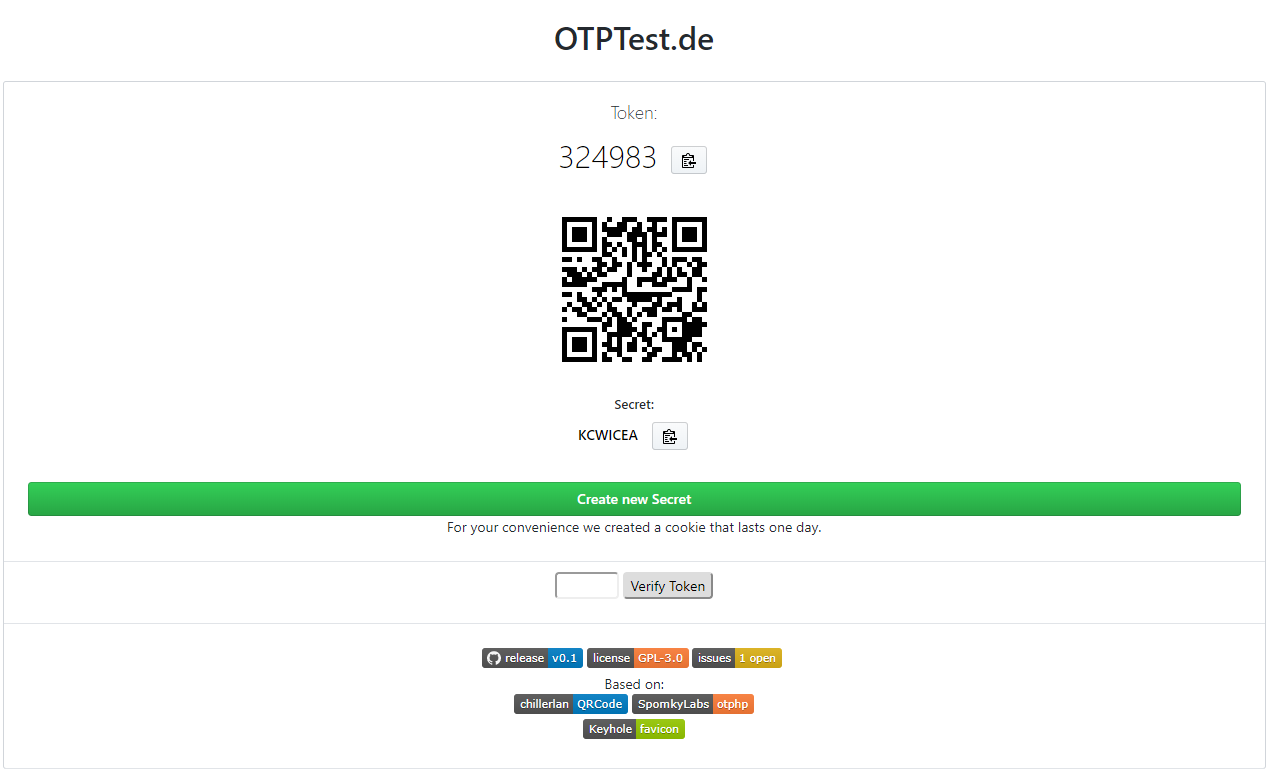 OTPTest.de
Token:
324983
Secret:
KCWICEA
Create new Secret
For your convenience we created a cookie that lasts one day.
Verify Token
release v0.1 license GPL-3.0 issues 1 open
Based on:
chillerlan QRCode SpomkyLabs otphp
Keyhole favicon